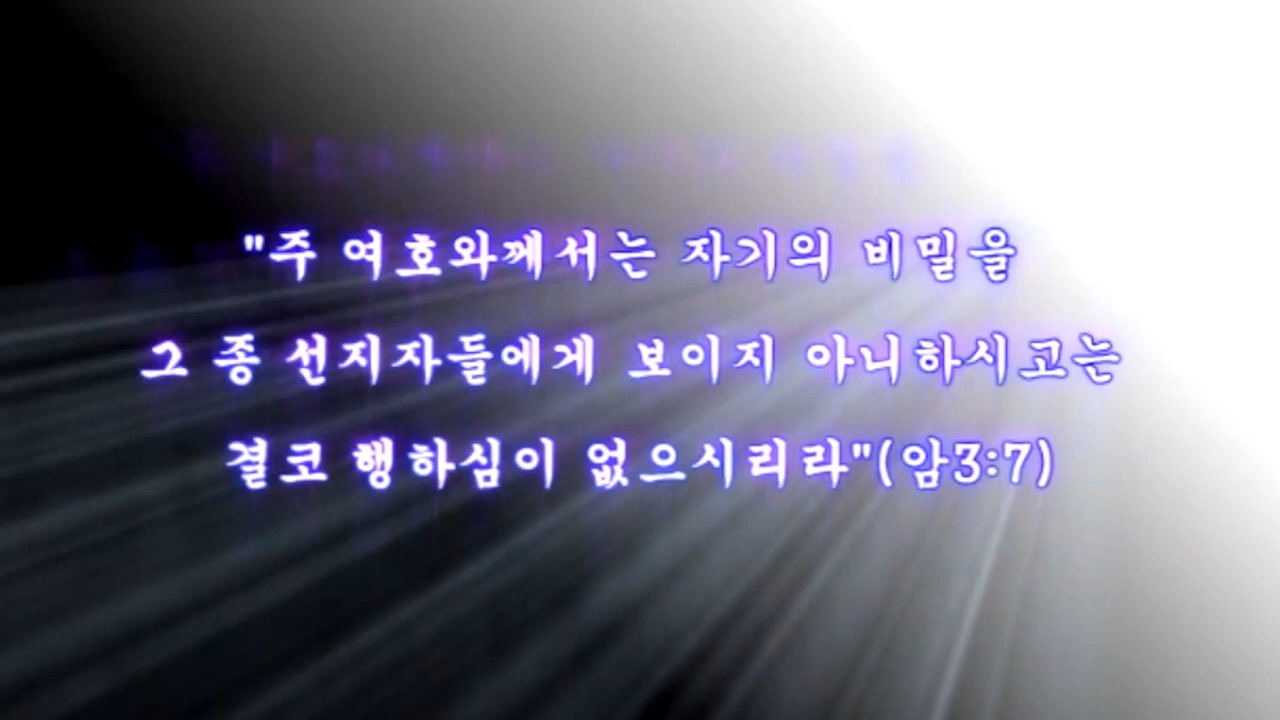 "주 여호와께서는 자기의 비밀을
그 종 선지자들에게 보이지 아니하시고는
결코 행하심이 없으시리라"(암3:7)